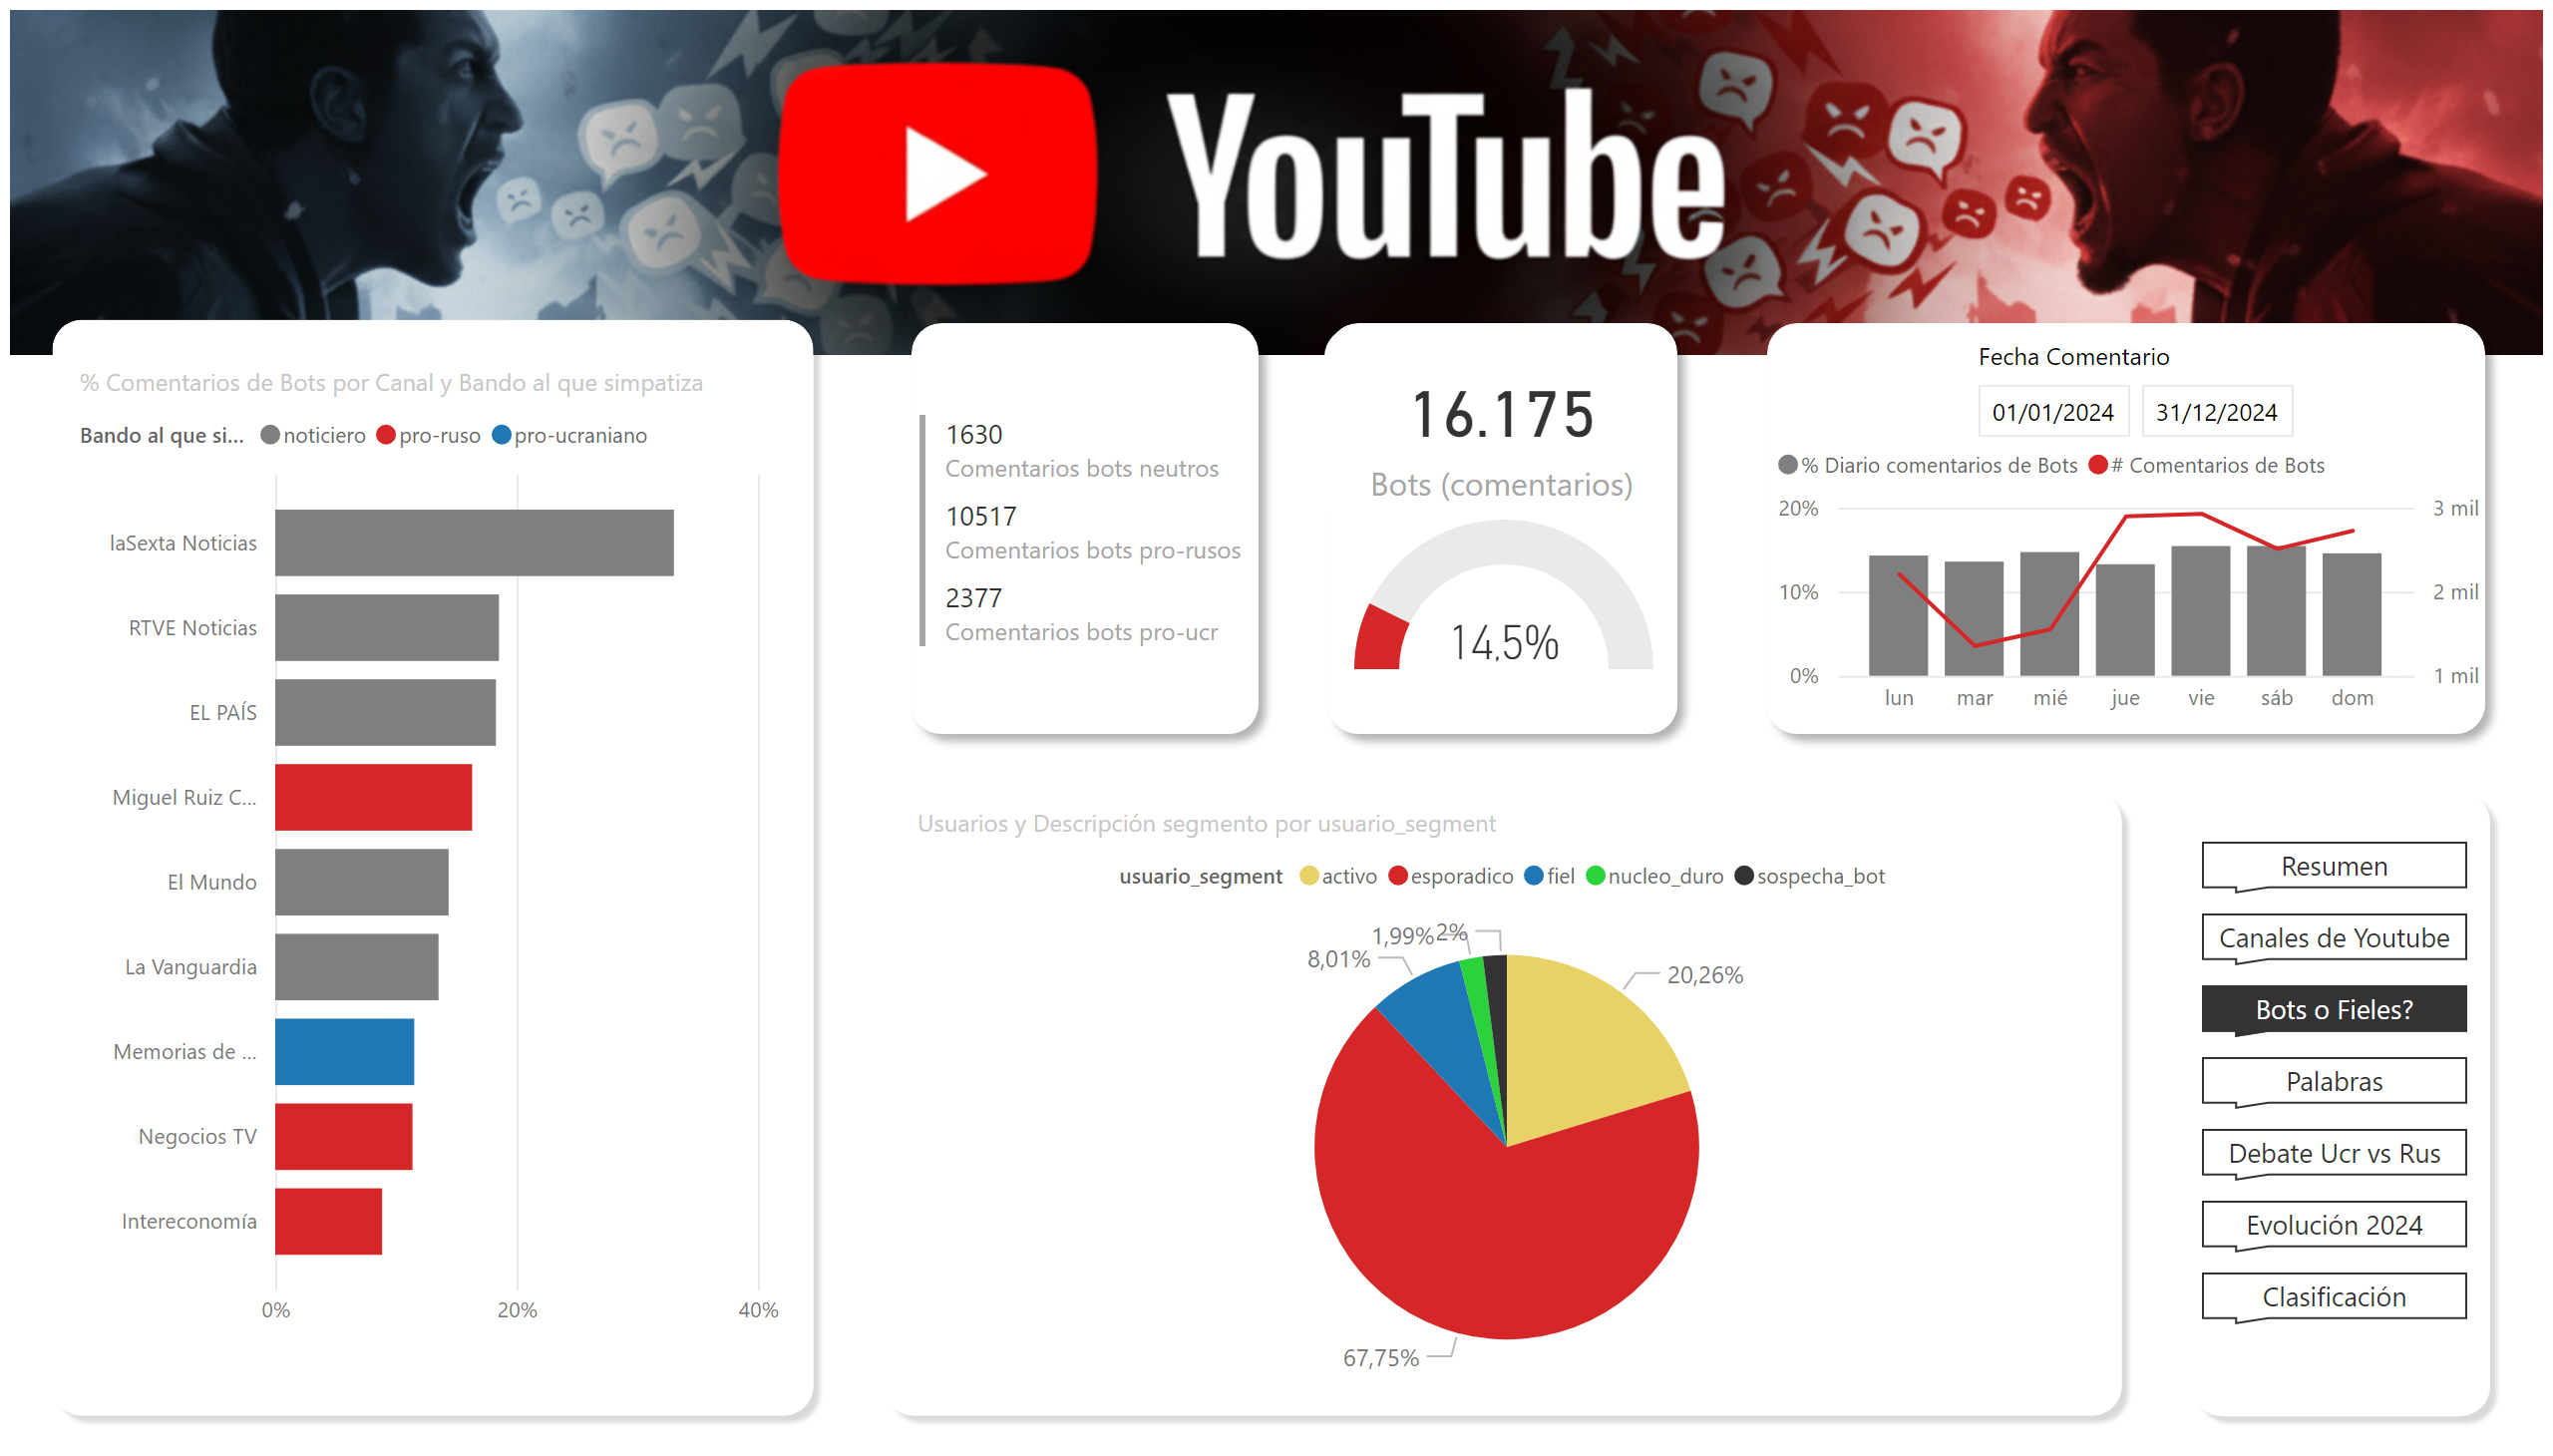 YouTube
% Comentarios de Bots por Canal y Bando al que simpatiza
Bando al que si... noticiero pro-ruso pro-ucraniano
laSexta Noticias
RTVE Noticias
EL PAÍS
Miguel Ruiz C...
El Mundo
La Vanguardia
Memorias de ...
Negocios TV
Intereconomía
0% 20% 40%
1630
Comentarios bots neutros
10517
Comentarios bots pro-rusos
2377
Comentarios bots pro-ucr
16.175
Bots (comentarios)
14,5%
Fecha Comentario
01/01/2024 31/12/2024
% Diario comentarios de Bots # Comentarios de Bots
20% 3 mil
10% 2 mil
0% 1 mil
lun mar mié jue vie sáb dom
Usuarios y Descripción segmento por usuario_segment
usuario_segment activo esporadico fiel nucleo_duro sospecha_bot
1,99% 2%
8,01% 20,26%
67,75%
Resumen
Canales de Youtube
Bots o Fieles?
Palabras
Debate Ucr vs Rus
Evolución 2024
Clasificación